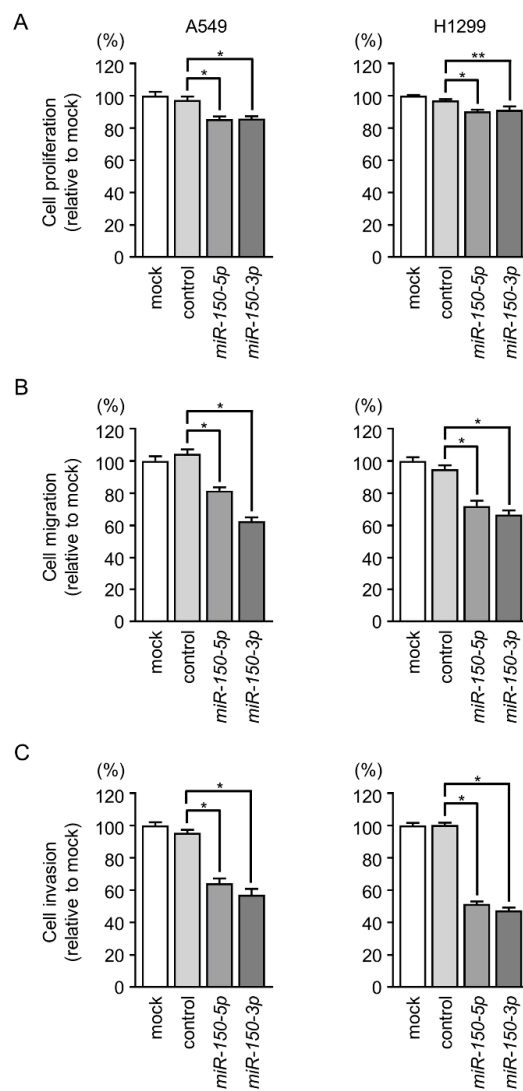 A
A549
H1299
(%)
(%)
Cell proliferation
(relative to mock)
120
100
80
60
40
20
0
*
*
mock
control
miR-150-5p
miR-150-3p
120
100
80
60
40
20
0
**
*
mock
control
miR-150-5p
miR-150-3p
B
(%)
(%)
Cell migration
(relative to mock)
120
100
80
60
40
20
0
*
*
mock
control
miR-150-5p
miR-150-3p
120
100
80
60
40
20
0
*
*
mock
control
miR-150-5p
miR-150-3p
C
(%)
(%)
Cell invasion
(relative to mock)
120
100
80
60
40
20
0
*
*
mock
control
miR-150-5p
miR-150-3p
120
100
80
60
40
20
0
*
*
mock
control
miR-150-5p
miR-150-3p